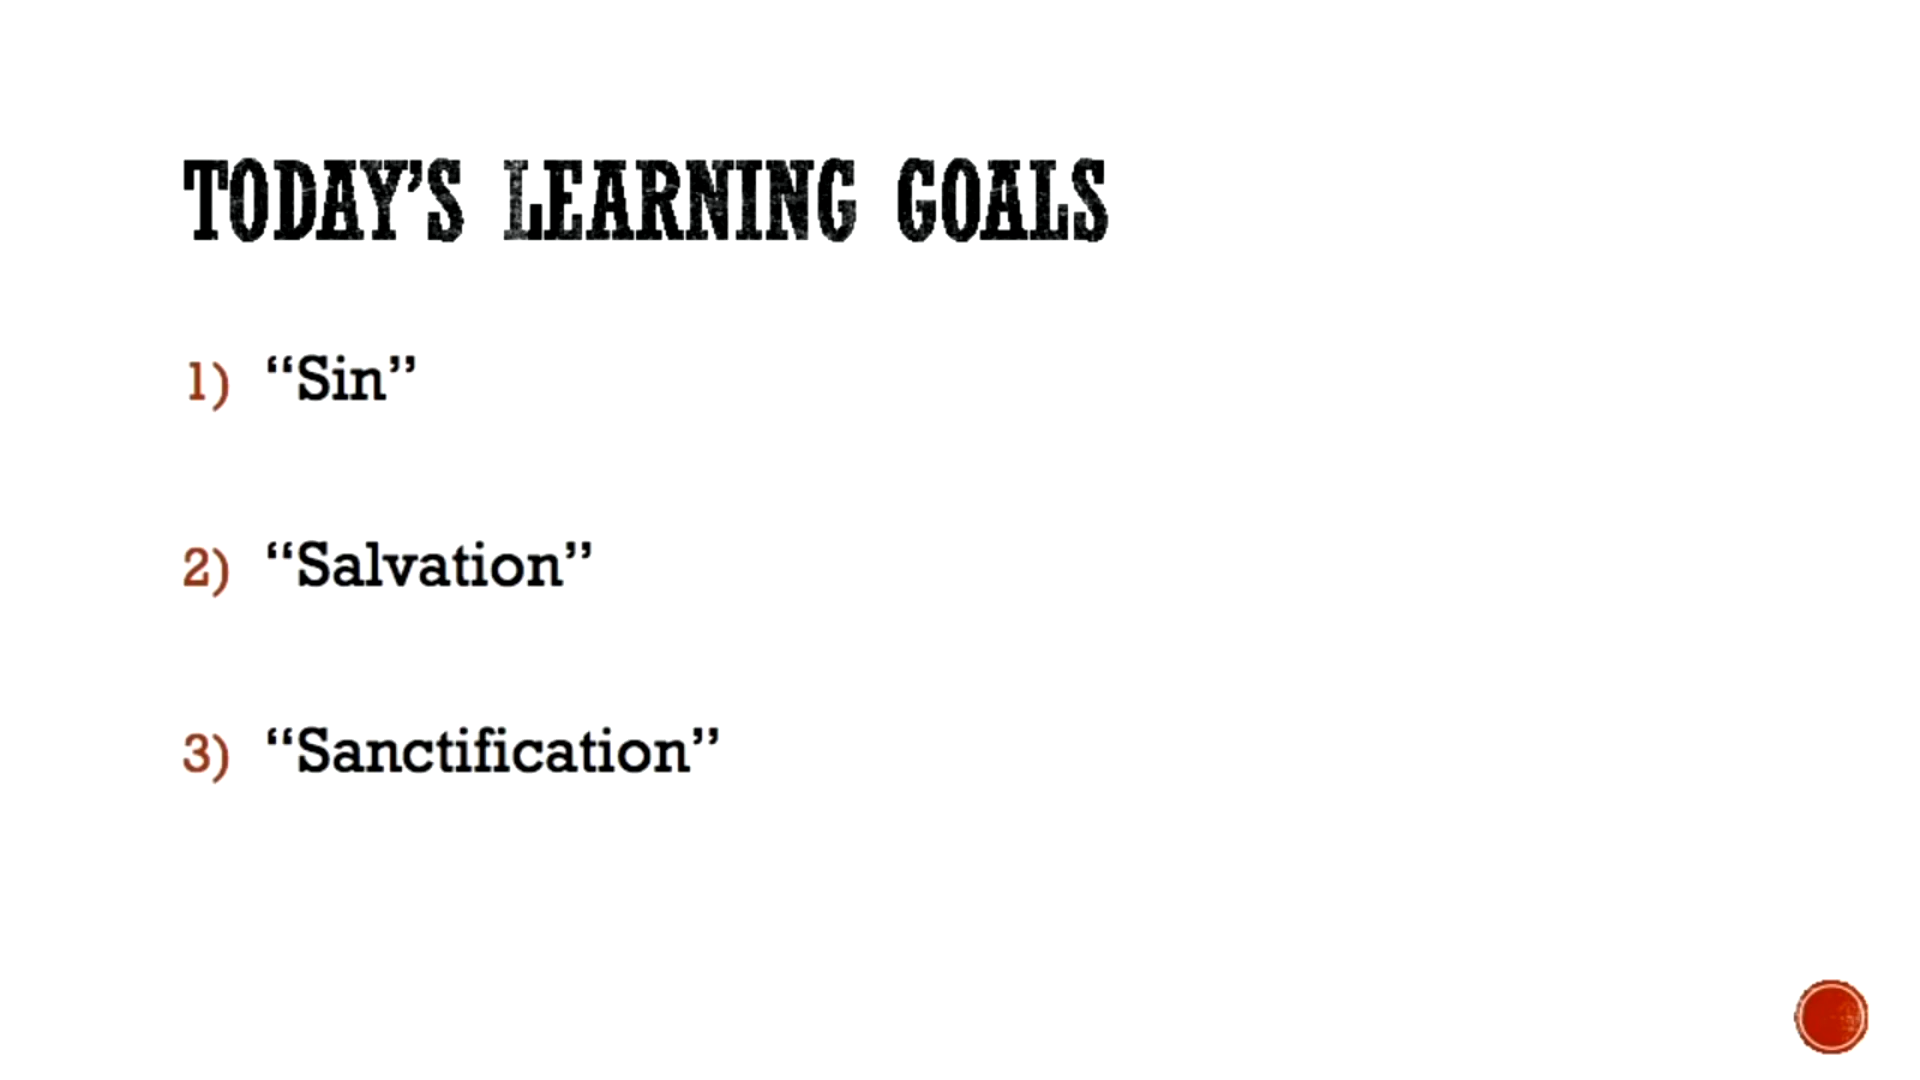 TODAY’S LEARNING GOALS
1) “Sin”
2) “Salvation”
3) “Sanctification”